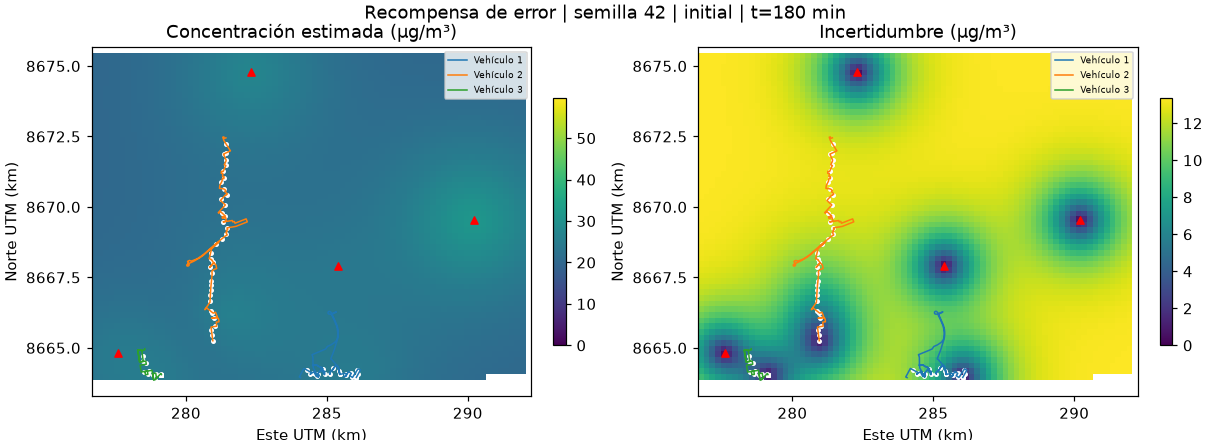 Recompensa de error | semilla 42 | initial | t=180 min
Concentración estimada (µg/m³)
Vehículo 1
Vehículo 2
Vehículo 3
8675.0
8672.5
8670.0
8667.5
8665.0
Norte UTM (km)
280
285
290
Este UTM (km)
50
40
30
20
10
0
Incertidumbre (µg/m³)
Vehículo 1
Vehículo 2
Vehículo 3
8675.0
8672.5
8670.0
8667.5
8665.0
Norte UTM (km)
280
285
290
Este UTM (km)
12
10
8
6
4
2
0